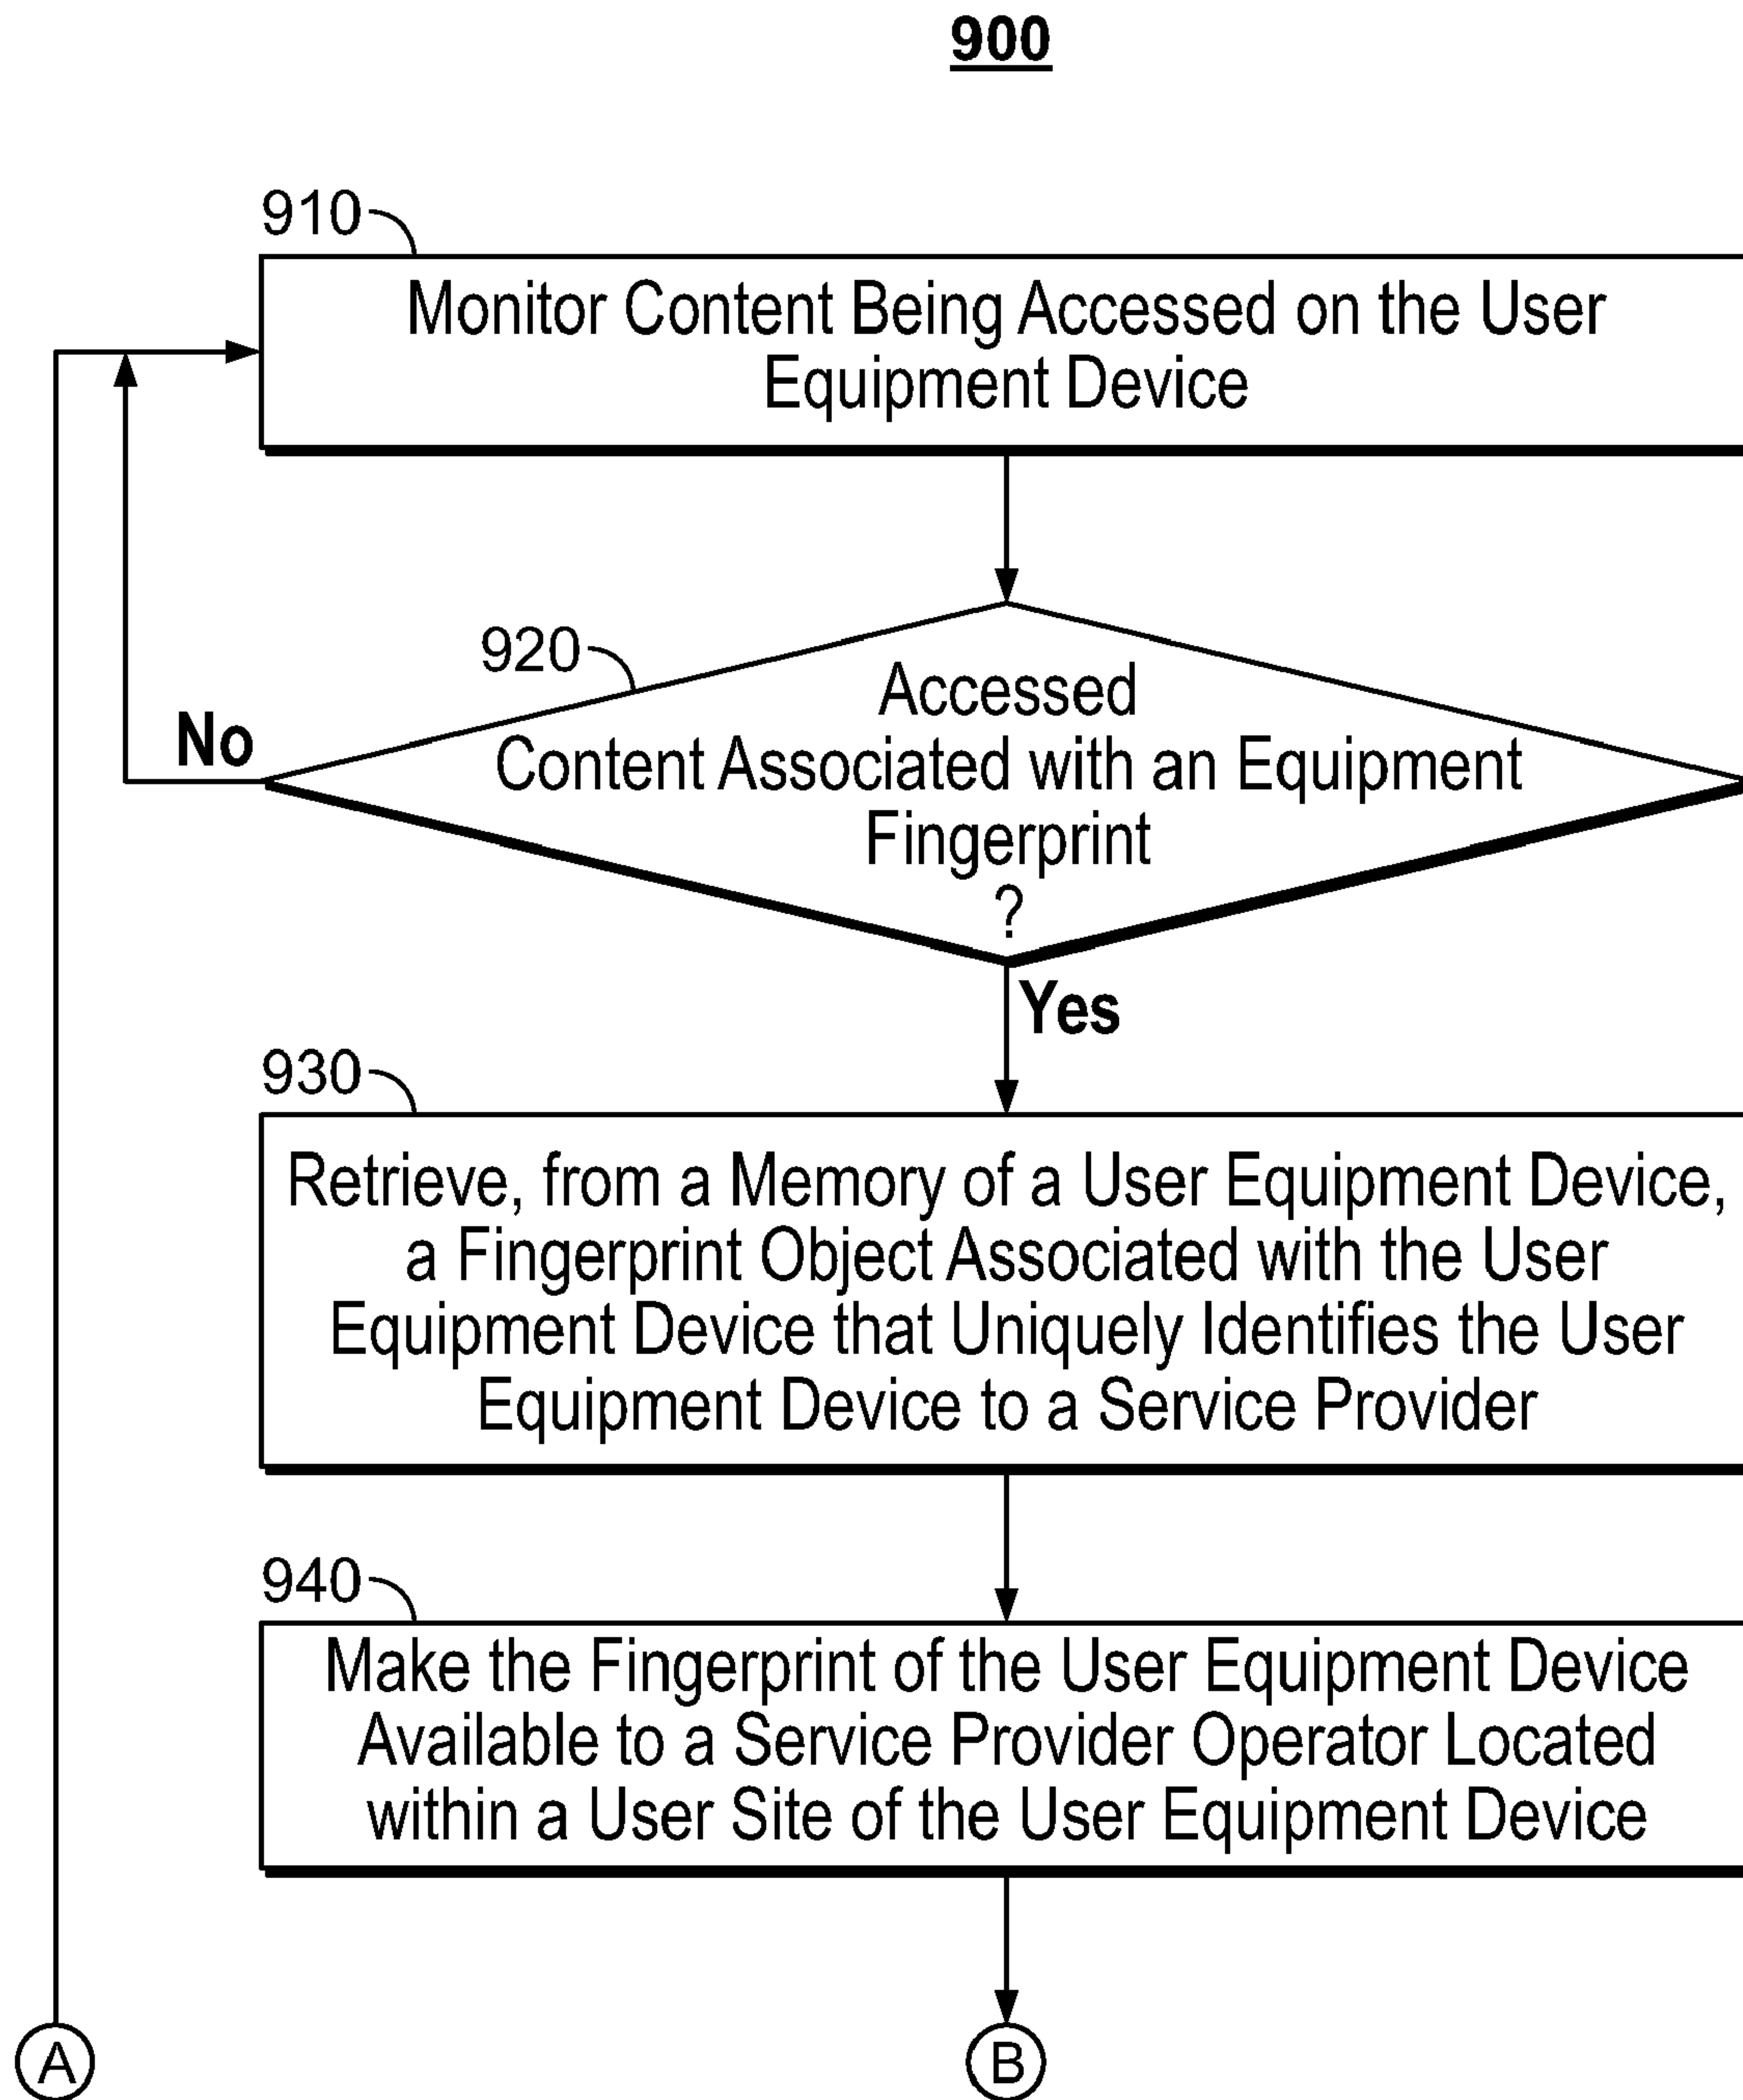 900
910
Monitor Content Being Accessed on the User
Equipment Device
920
Accessed
Content Associated with an Equipment
Fingerprint
?
No
Yes
930
Retrieve, from a Memory of a User Equipment Device,
a Fingerprint Object Associated with the User
Equipment Device that Uniquely Identifies the User
Equipment Device to a Service Provider
940
Make the Fingerprint of the User Equipment Device
Available to a Service Provider Operator Located
within a User Site of the User Equipment Device
A
B